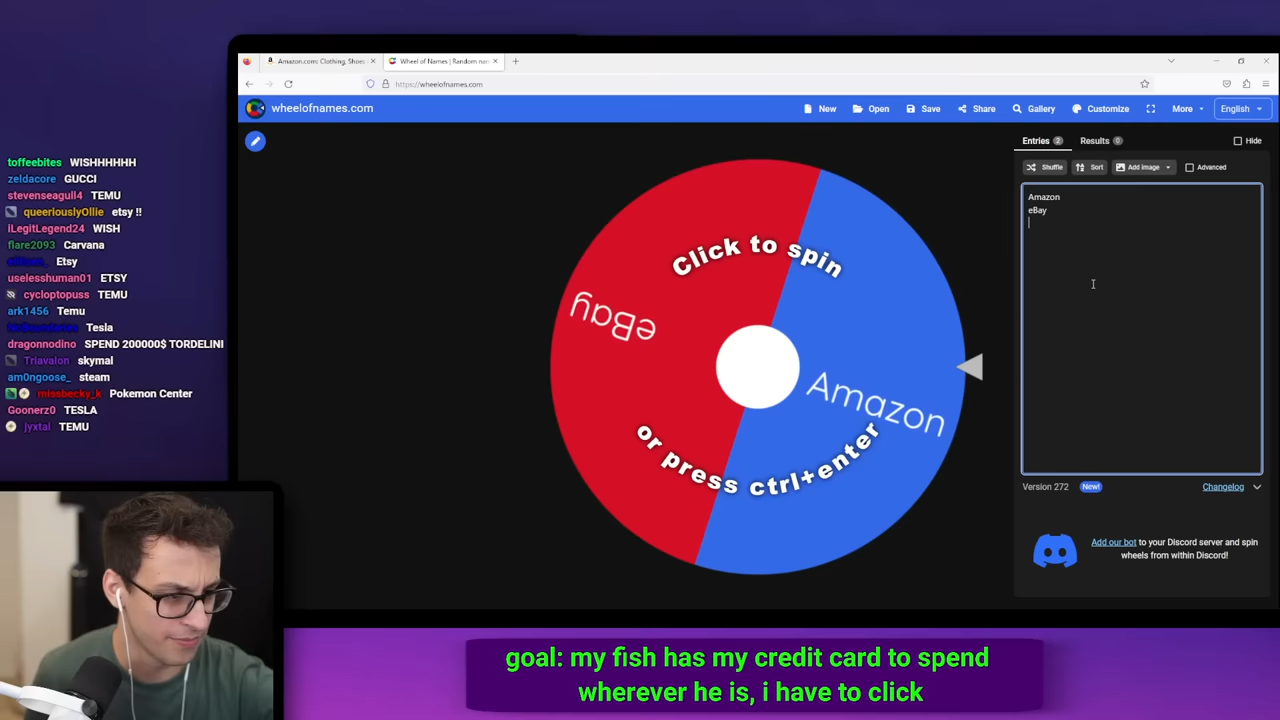 Amazon.com: Clothing, Shoes
Wheel of Names | Random nam
https://wheelofnames.com
wheelofnames.com
New
Open
Save
Share
Gallery
Customize
More
English
Entries 2
Results 0
Hide
Shuffle
Sort
Add image
Advanced
Amazon
eBay
Click to spin
eBay
Amazon
or press ctrl+enter
Version 272
New!
Changelog
Add our bot to your Discord server and spin
wheels from within Discord!
toffeebites WISHHHHHH
zeldacore GUCCI
stevenseagull4 TEMU
queeriouslyOllie etsy !!
iLegitLegend24 WISH
flare2093 Carvana
Etsy
uselesshuman01 ETSY
cycloptopuss TEMU
ark1456 Temu
Tesla
dragonnodino SPEND 200000$ TORDELINI
Triavalon skymal
am0ngoose_ steam
missbecky_k Pokemon Center
Goonerz0 TESLA
jyxtal TEMU
goal: my fish has my credit card to spend
wherever he is, i have to click